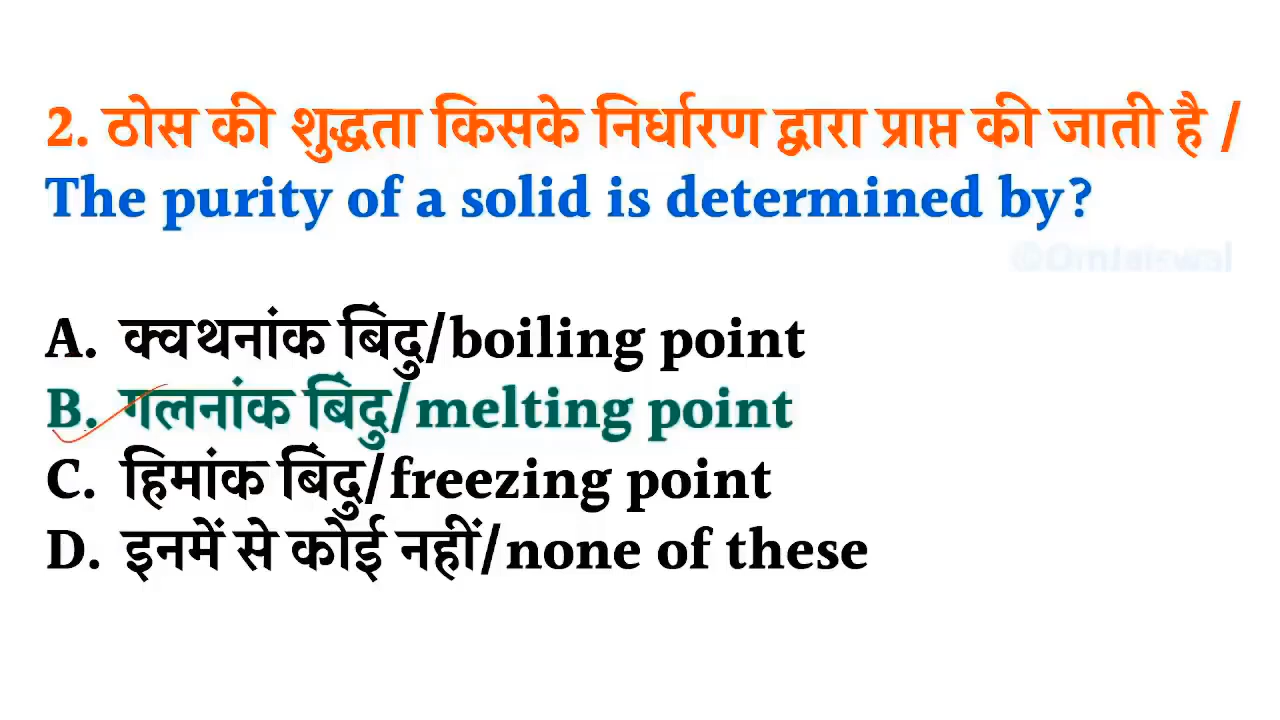 2. ठोस की शुद्धता किसके निर्धारण द्वारा प्राप्त की जाती है /
The purity of a solid is determined by?
@OmJaiswal
A. क्वथनांक बिंदु/boiling point
B. गलनांक बिंदु/melting point
C. हिमांक बिंदु/freezing point
D. इनमें से कोई नहीं/none of these